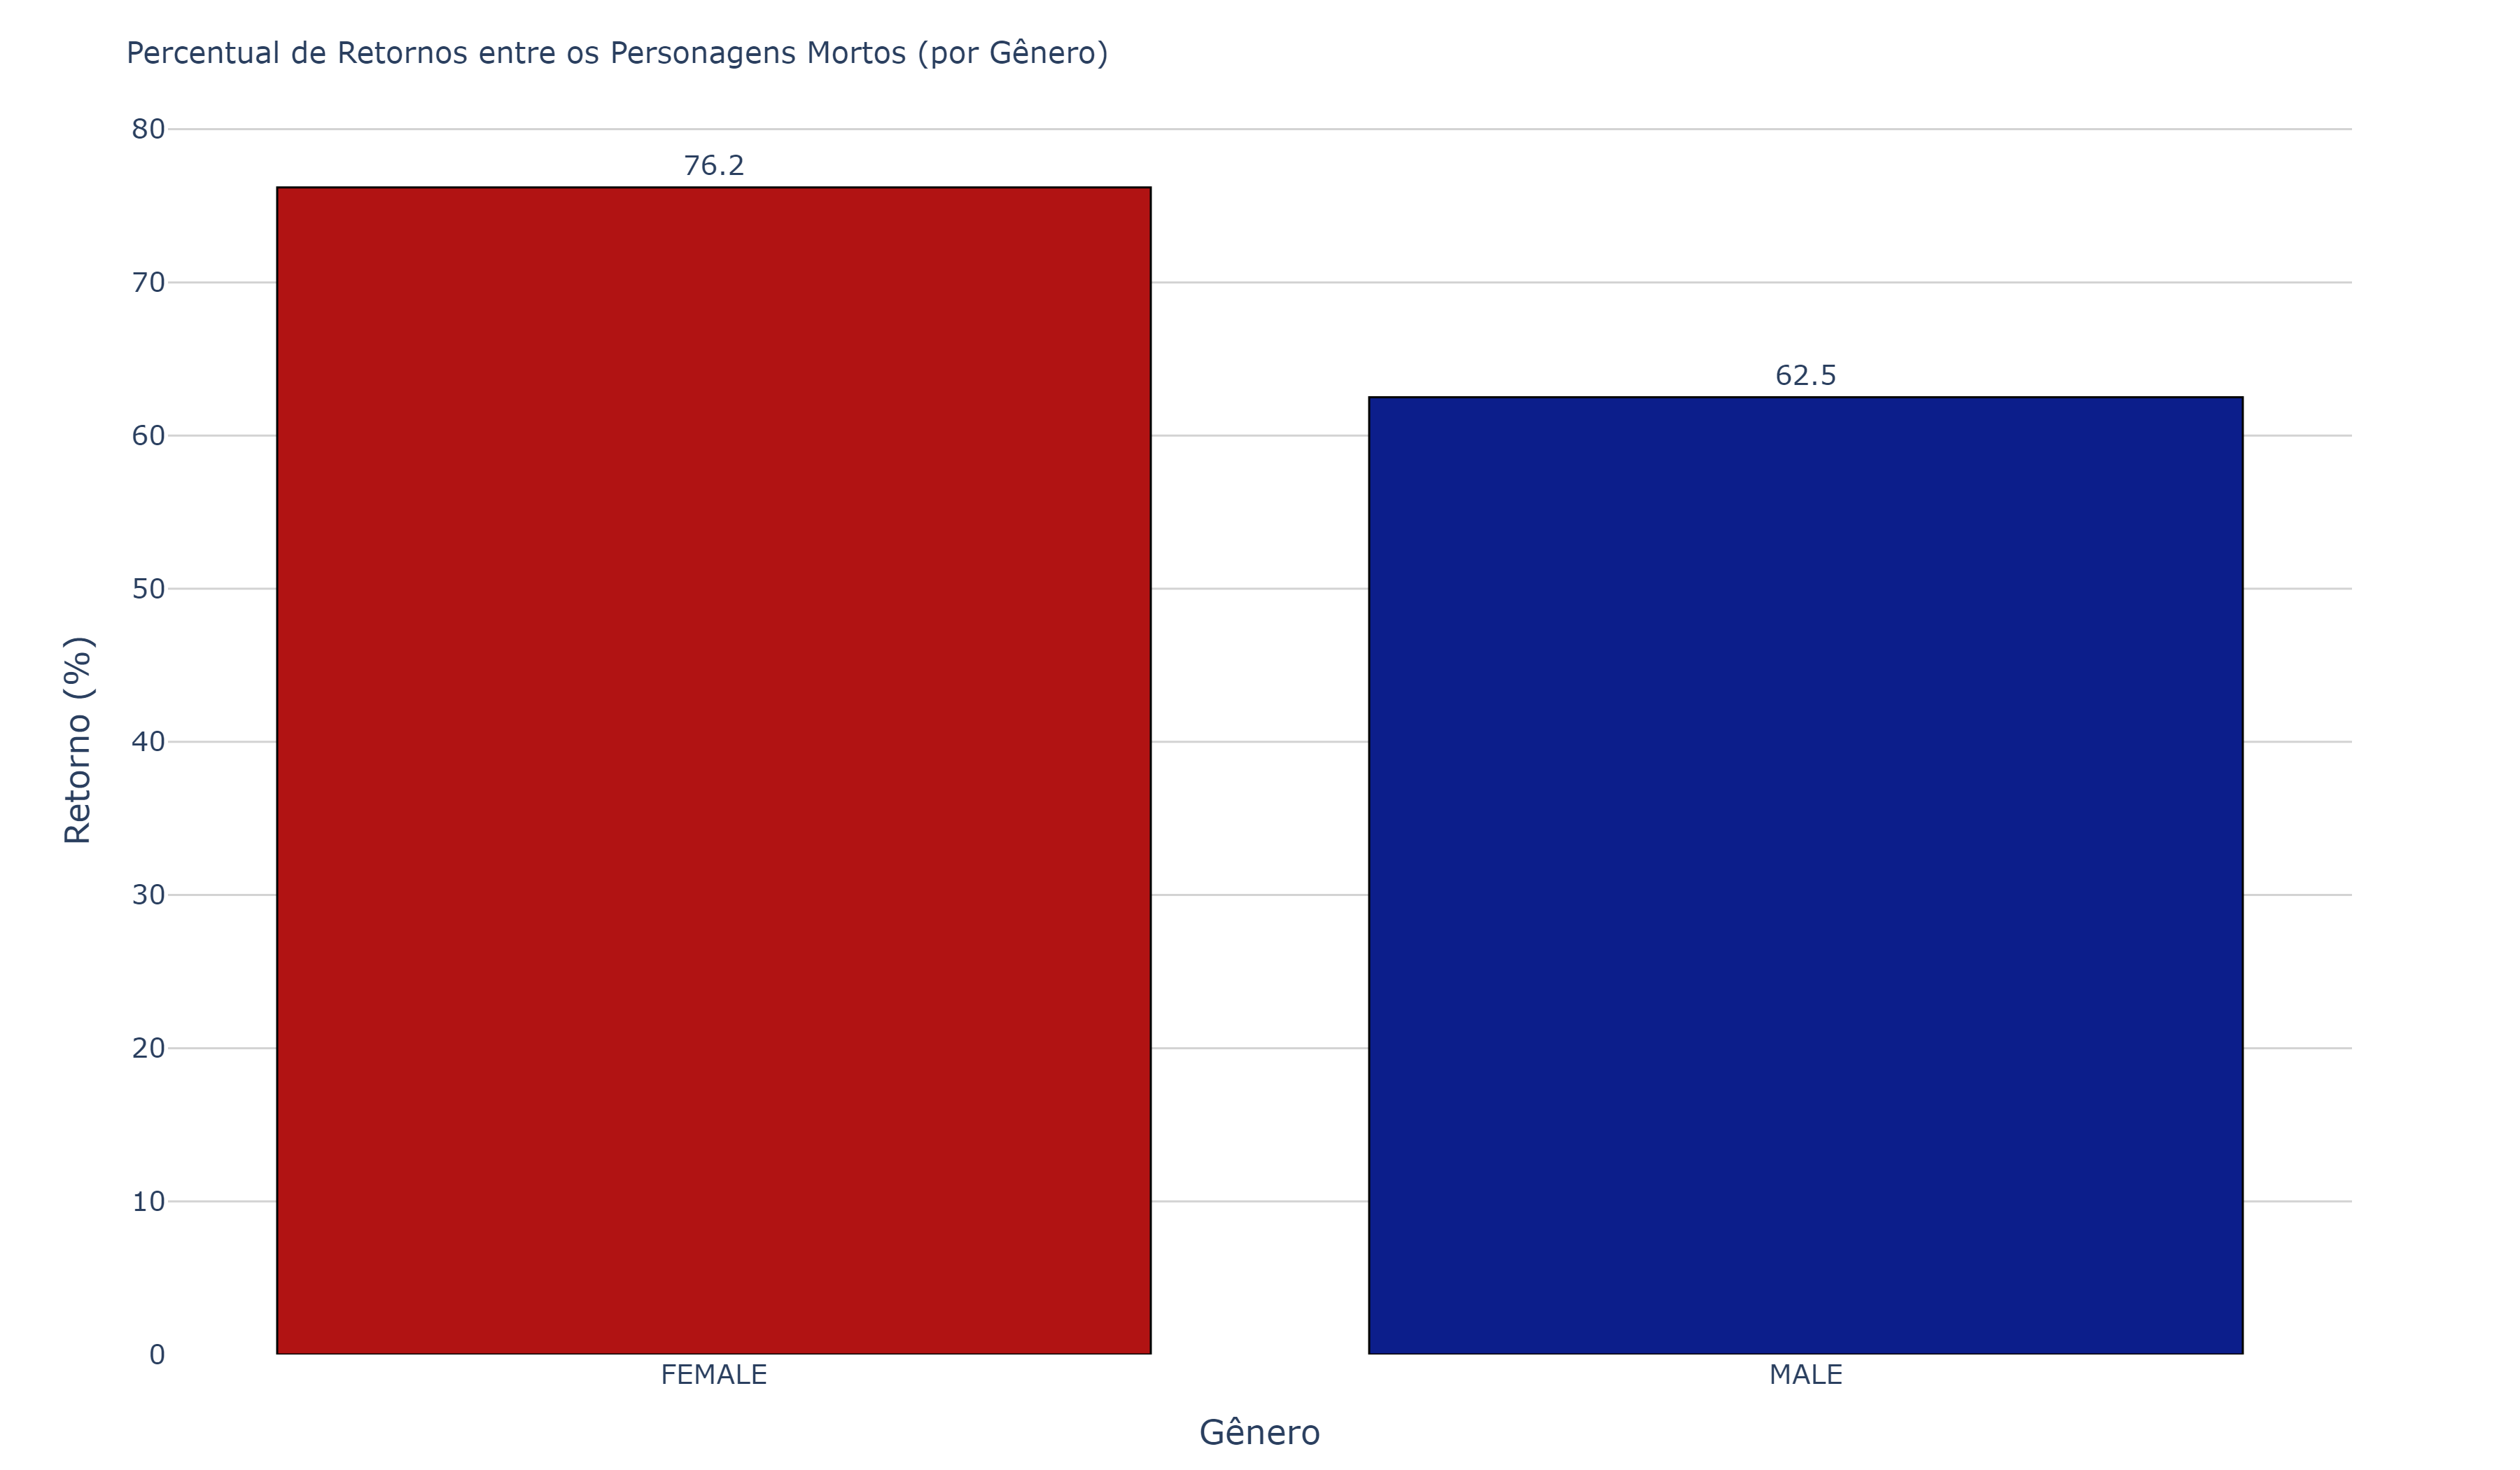 Percentual de Retornos entre os Personagens Mortos (por Gênero)
80
70
60
50
40
30
20
10
0
Retorno (%)
76.2
62.5
FEMALE
MALE
Gênero